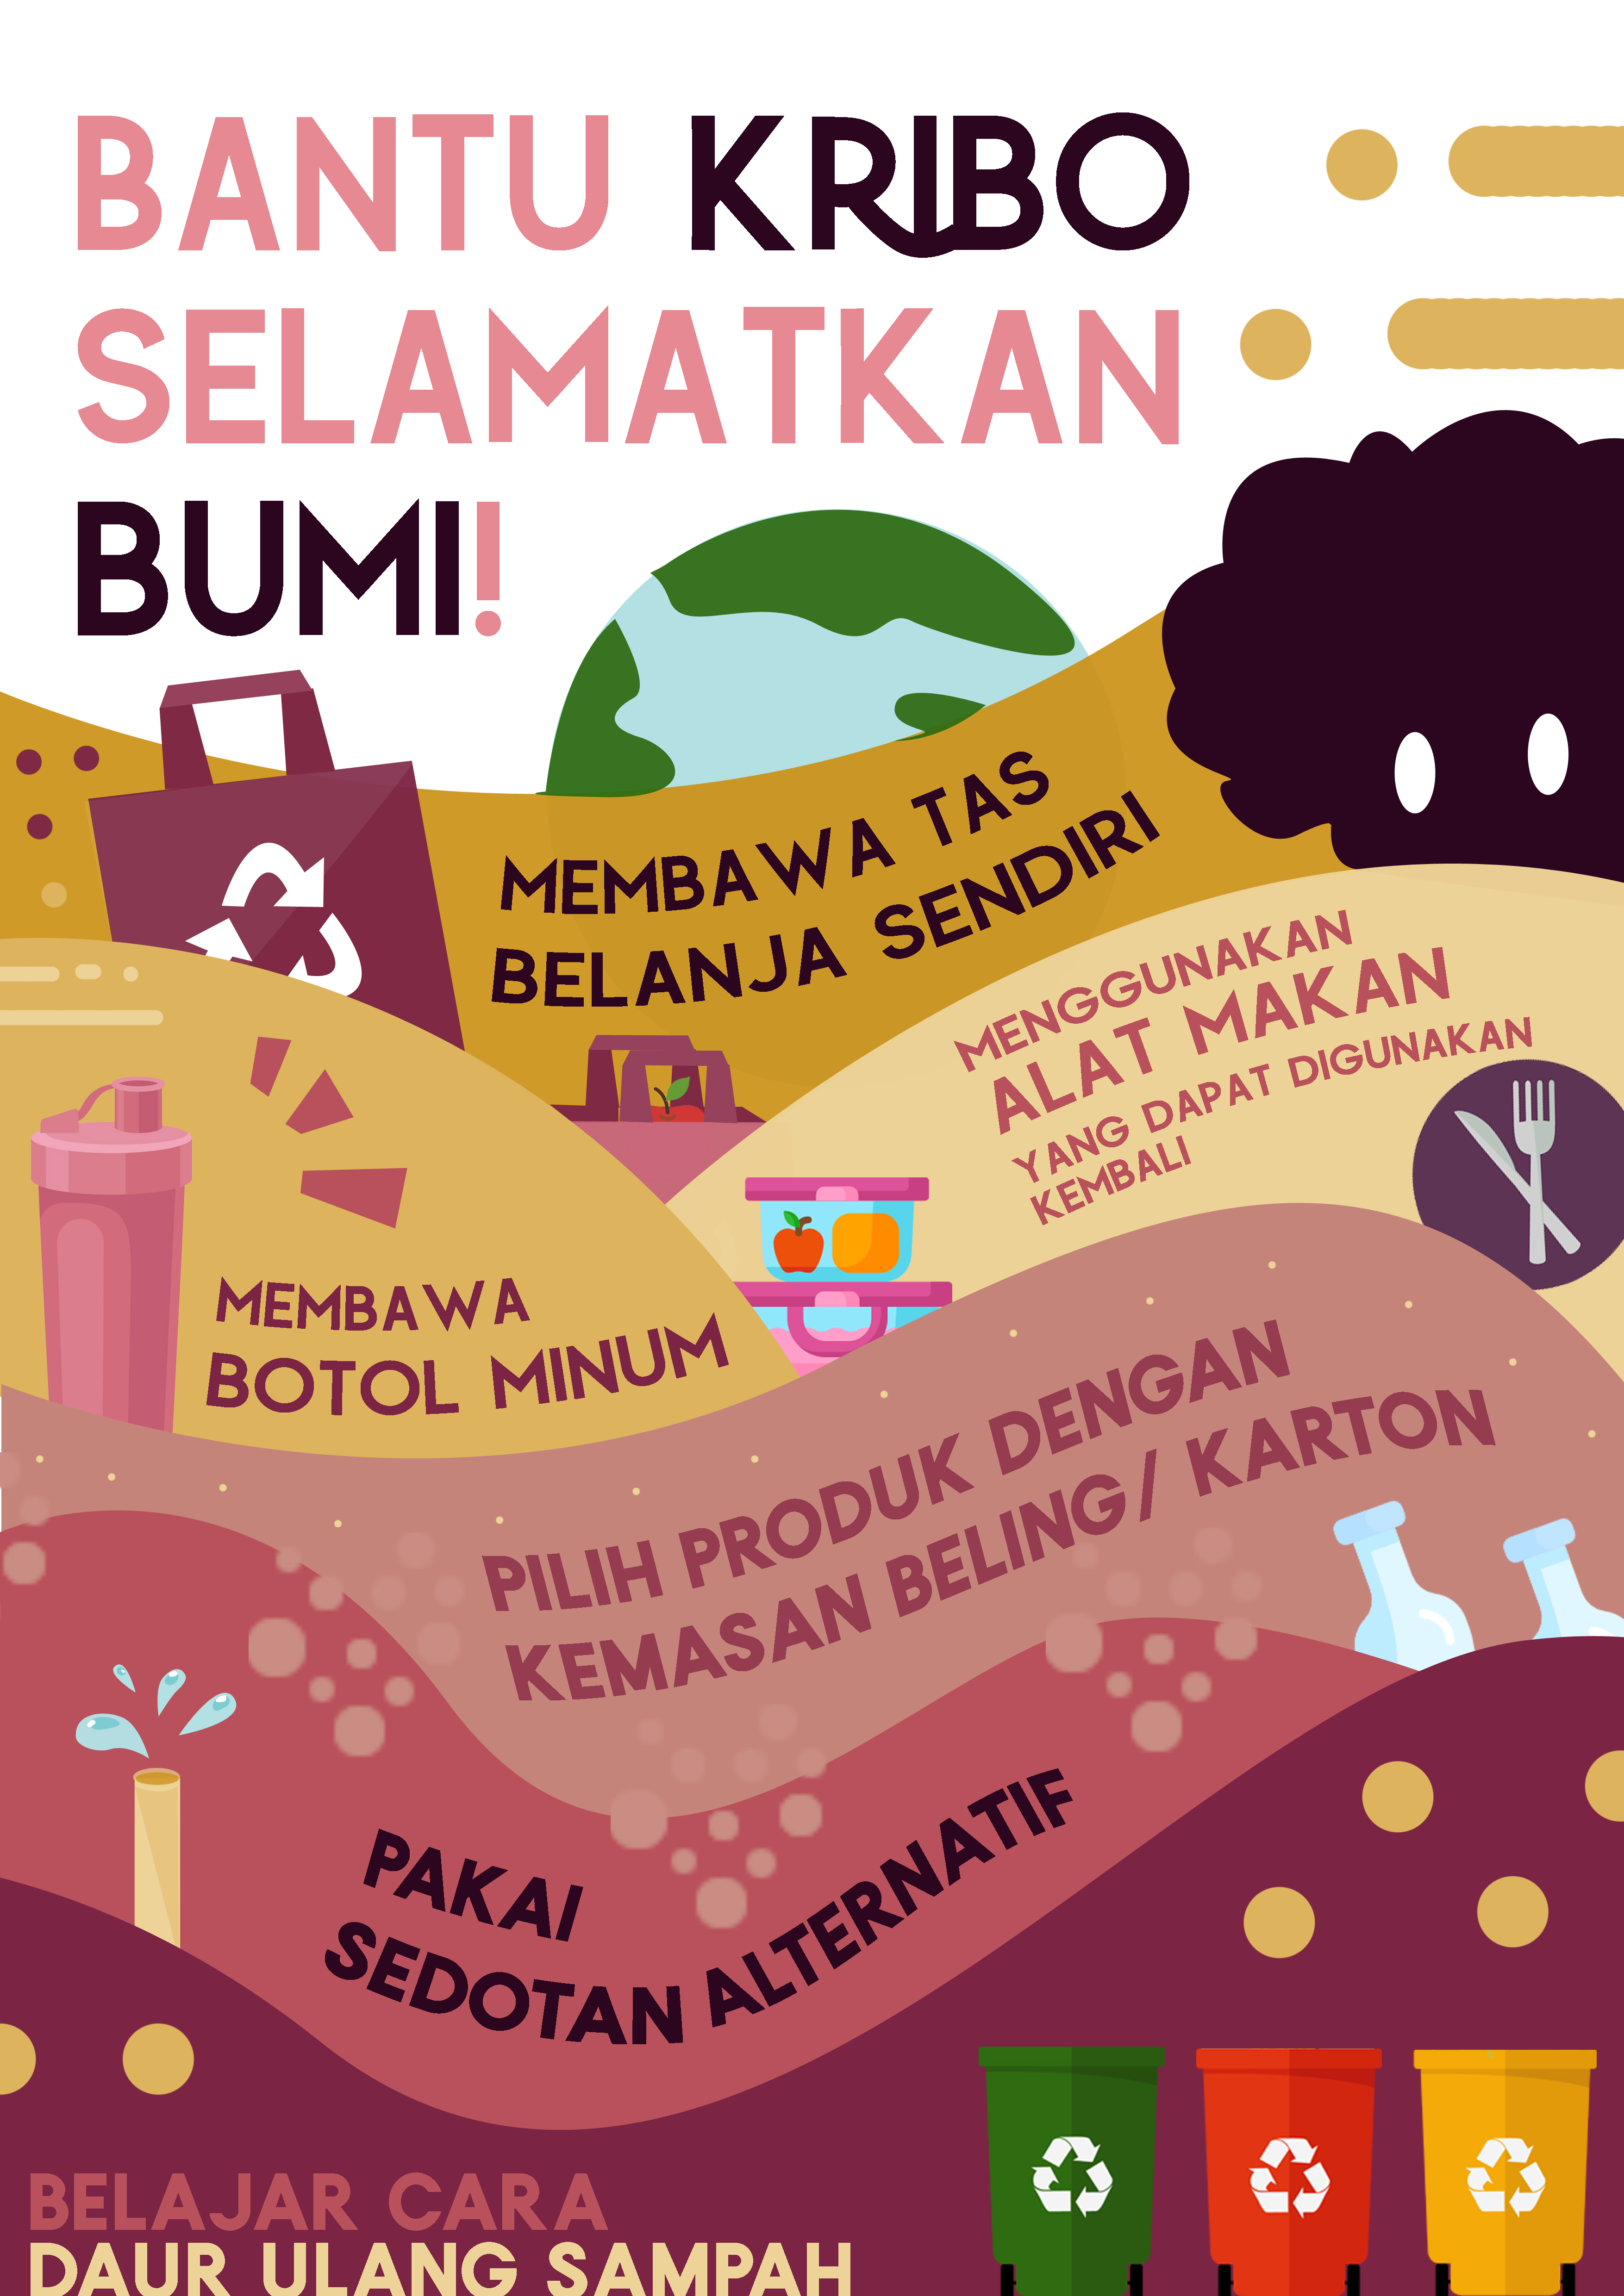 BANTU KRIBO
SELAMATKAN
BUMI!
MEMBAWA TAS
BELANJA SENDIRI
MENGGUNAKAN
ALAT MAKAN
YANG DAPAT DIGUNAKAN
KEMBALI
MEMBAWA
BOTOL MINUM
PILIH PRODUK DENGAN
KEMASAN BELING/ KARTON
PAKAI
SEDOTAN ALTERNATIF
BELAJAR CARA
DAUR ULANG SAMPAH